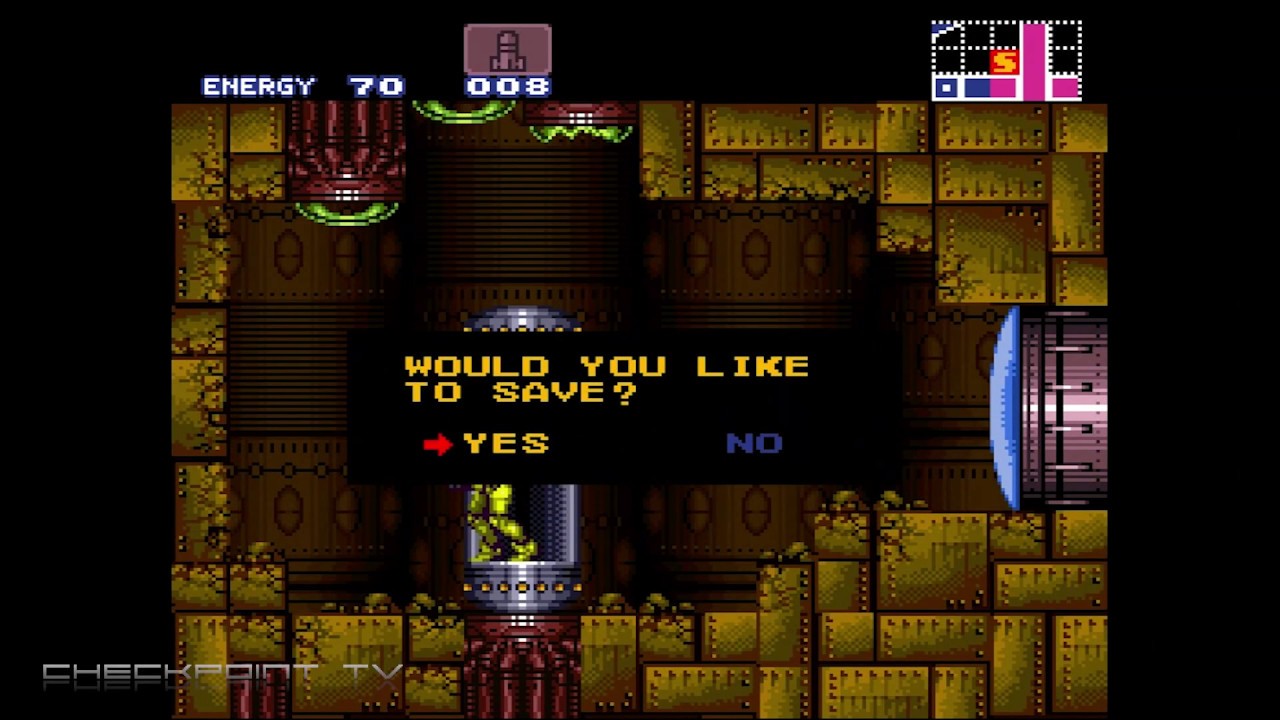 ENERGY 70
008
S
WOULD YOU LIKE
TO SAVE?
YES NO
CHECKPOINT TV